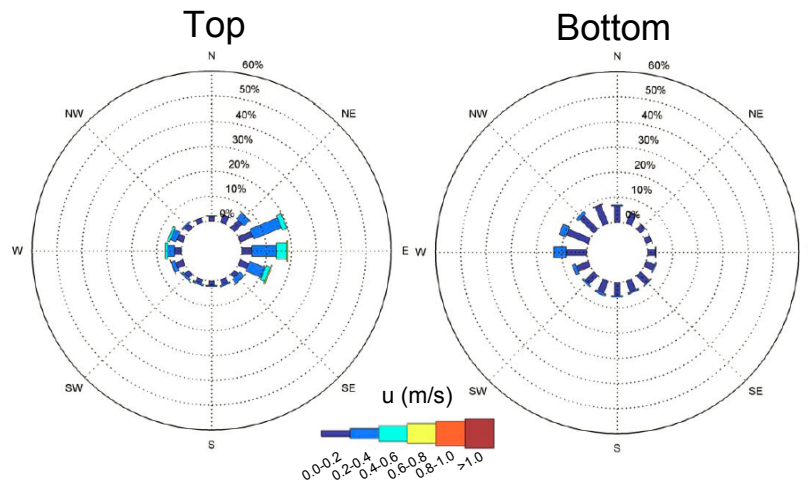 Top
Bottom
N
60%
50%
40%
30%
20%
10%
0%
NW
NE
W
E
SW
SE
S
N
60%
50%
40%
30%
20%
10%
0%
NW
NE
W
SW
SE
S
u (m/s)
0.0-0.2
0.2-0.4
0.4-0.6
0.6-0.8
0.8-1.0
>1.0